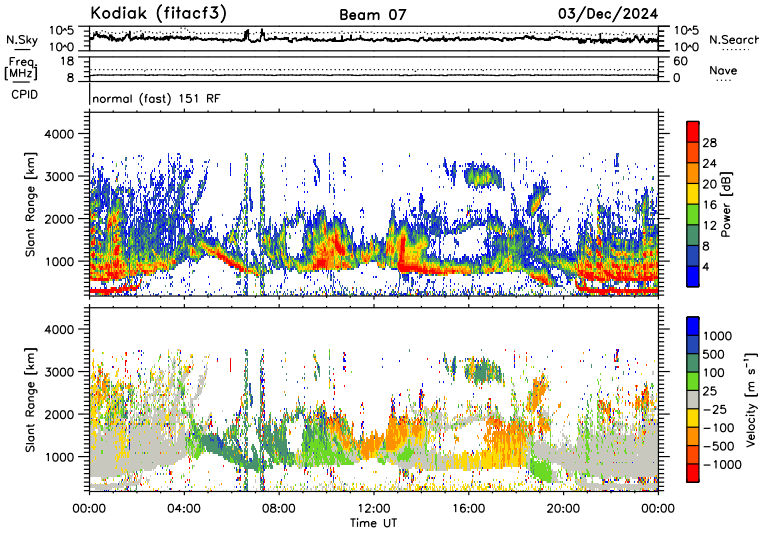 Kodiak (fitacf3) Beam 07 03/Dec/2024
N.Sky 10^5 10^0 10^5 10^0 N.Search
Freq. [MHz] 18 8 60 0 Nave
CPID normal (fast) 151 RF
Slant Range [km] 4000 3000 2000 1000
Power [dB] 28 24 20 16 12 8 4
Slant Range [km] 4000 3000 2000 1000
Velocity [m s⁻¹] 1000 500 100 25 −25 −100 −500 −1000
00:00 04:00 08:00 12:00 16:00 20:00 00:00
Time UT